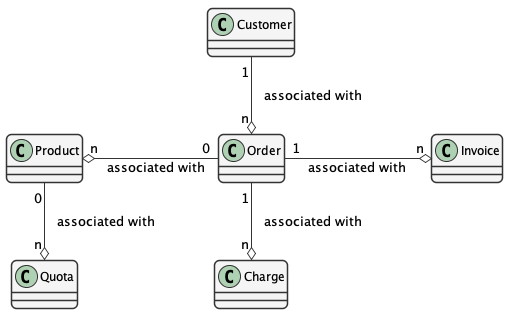 C Customer
1
associated with
n
C Product
n
0
associated with
C Order
1
n
associated with
C Invoice
0
associated with
n
1
associated with
n
C Quota
C Charge